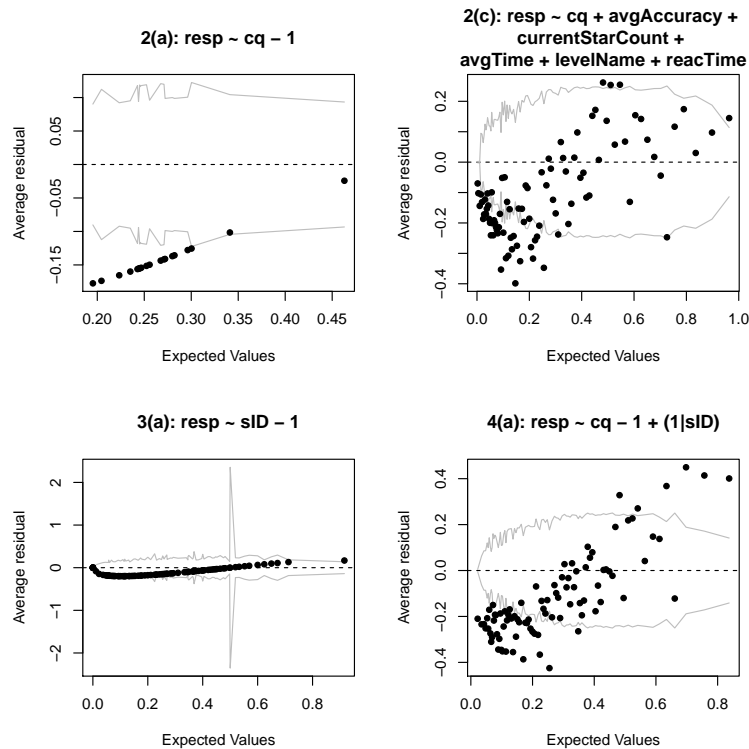 2(a): resp ~ cq − 1
Average residual
0.05
−0.05
−0.15
0.20 0.25 0.30 0.35 0.40 0.45
Expected Values
2(c): resp ~ cq + avgAccuracy +
currentStarCount +
avgTime + levelName + reacTime
Average residual
0.2
0.0
−0.2
−0.4
0.0 0.2 0.4 0.6 0.8 1.0
Expected Values
3(a): resp ~ sID − 1
Average residual
2
1
0
−1
−2
0.0 0.2 0.4 0.6 0.8
Expected Values
4(a): resp ~ cq − 1 + (1|sID)
Average residual
0.4
0.2
0.0
−0.2
−0.4
0.0 0.2 0.4 0.6 0.8
Expected Values